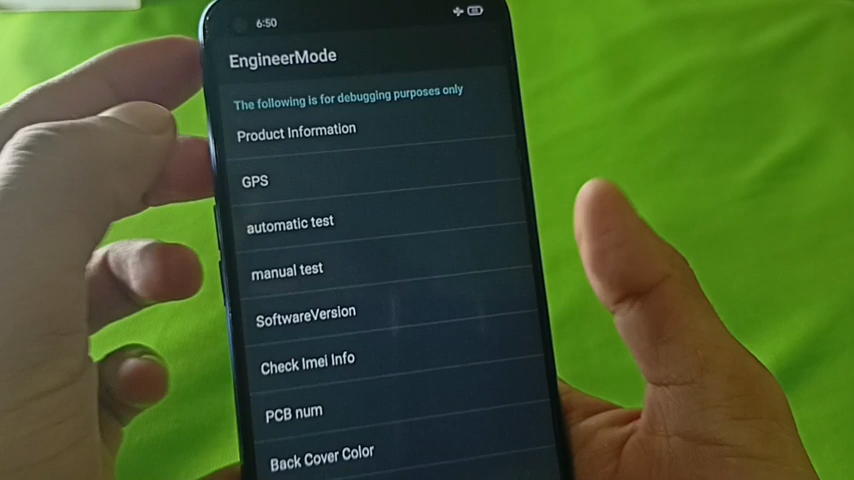 6:50
EngineerMode
The following is for debugging purposes only
Product Information
GPS
automatic test
manual test
SoftwareVersion
Check Imei Info
PCB num
Back Cover Color